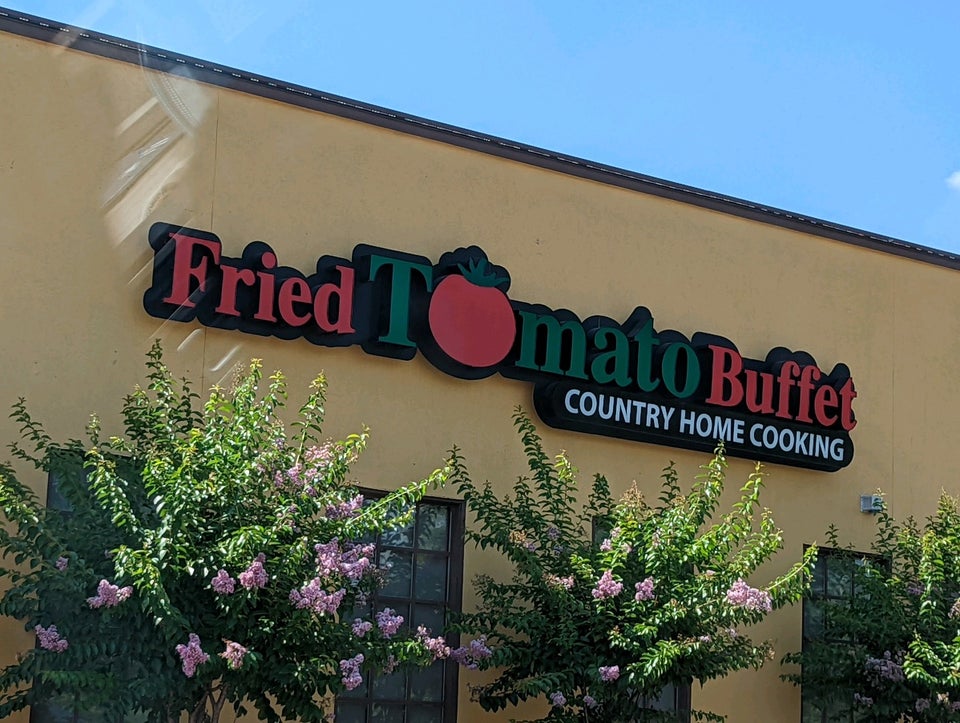 Fried Tomato Buffet
COUNTRY HOME COOKING